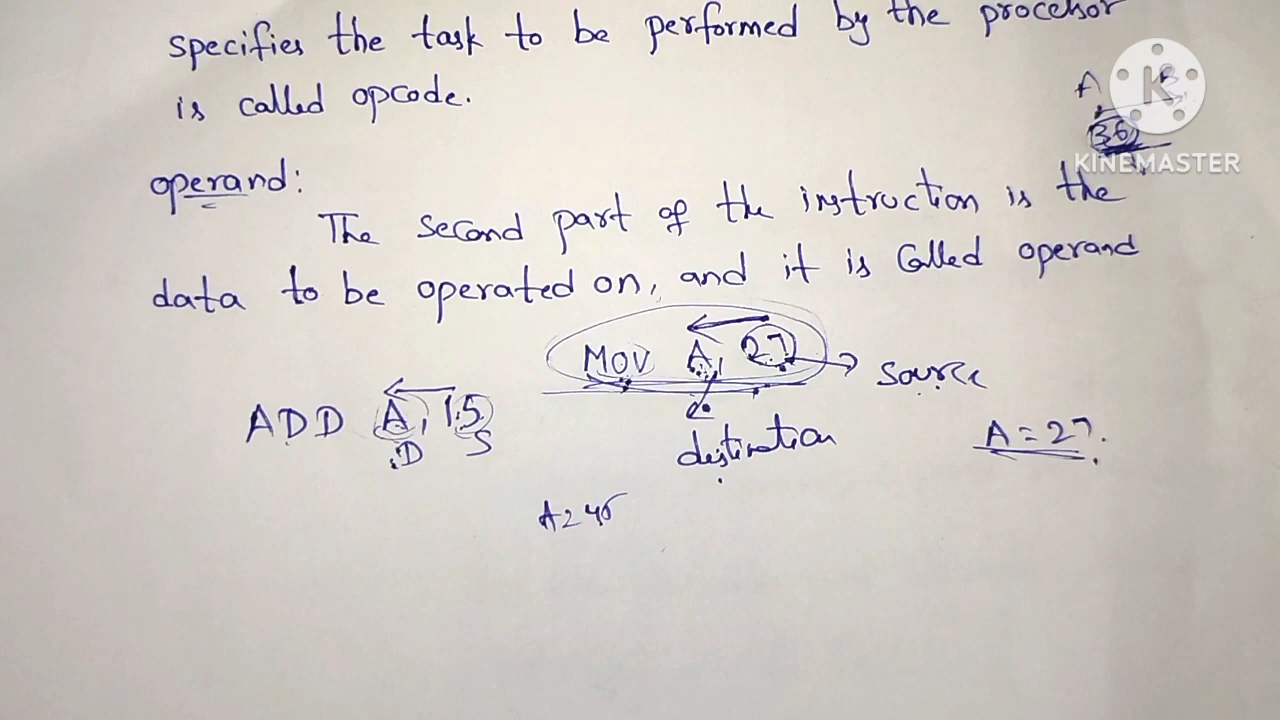 specifies the task to be performed by the procesor
is called opcode.
A B
36
KINEMASTER
operand:
The second part of the instruction is the
data to be operated on, and it is called operand
MOV A, 27 source
ADD A, 15
D S
destination
A = 27.